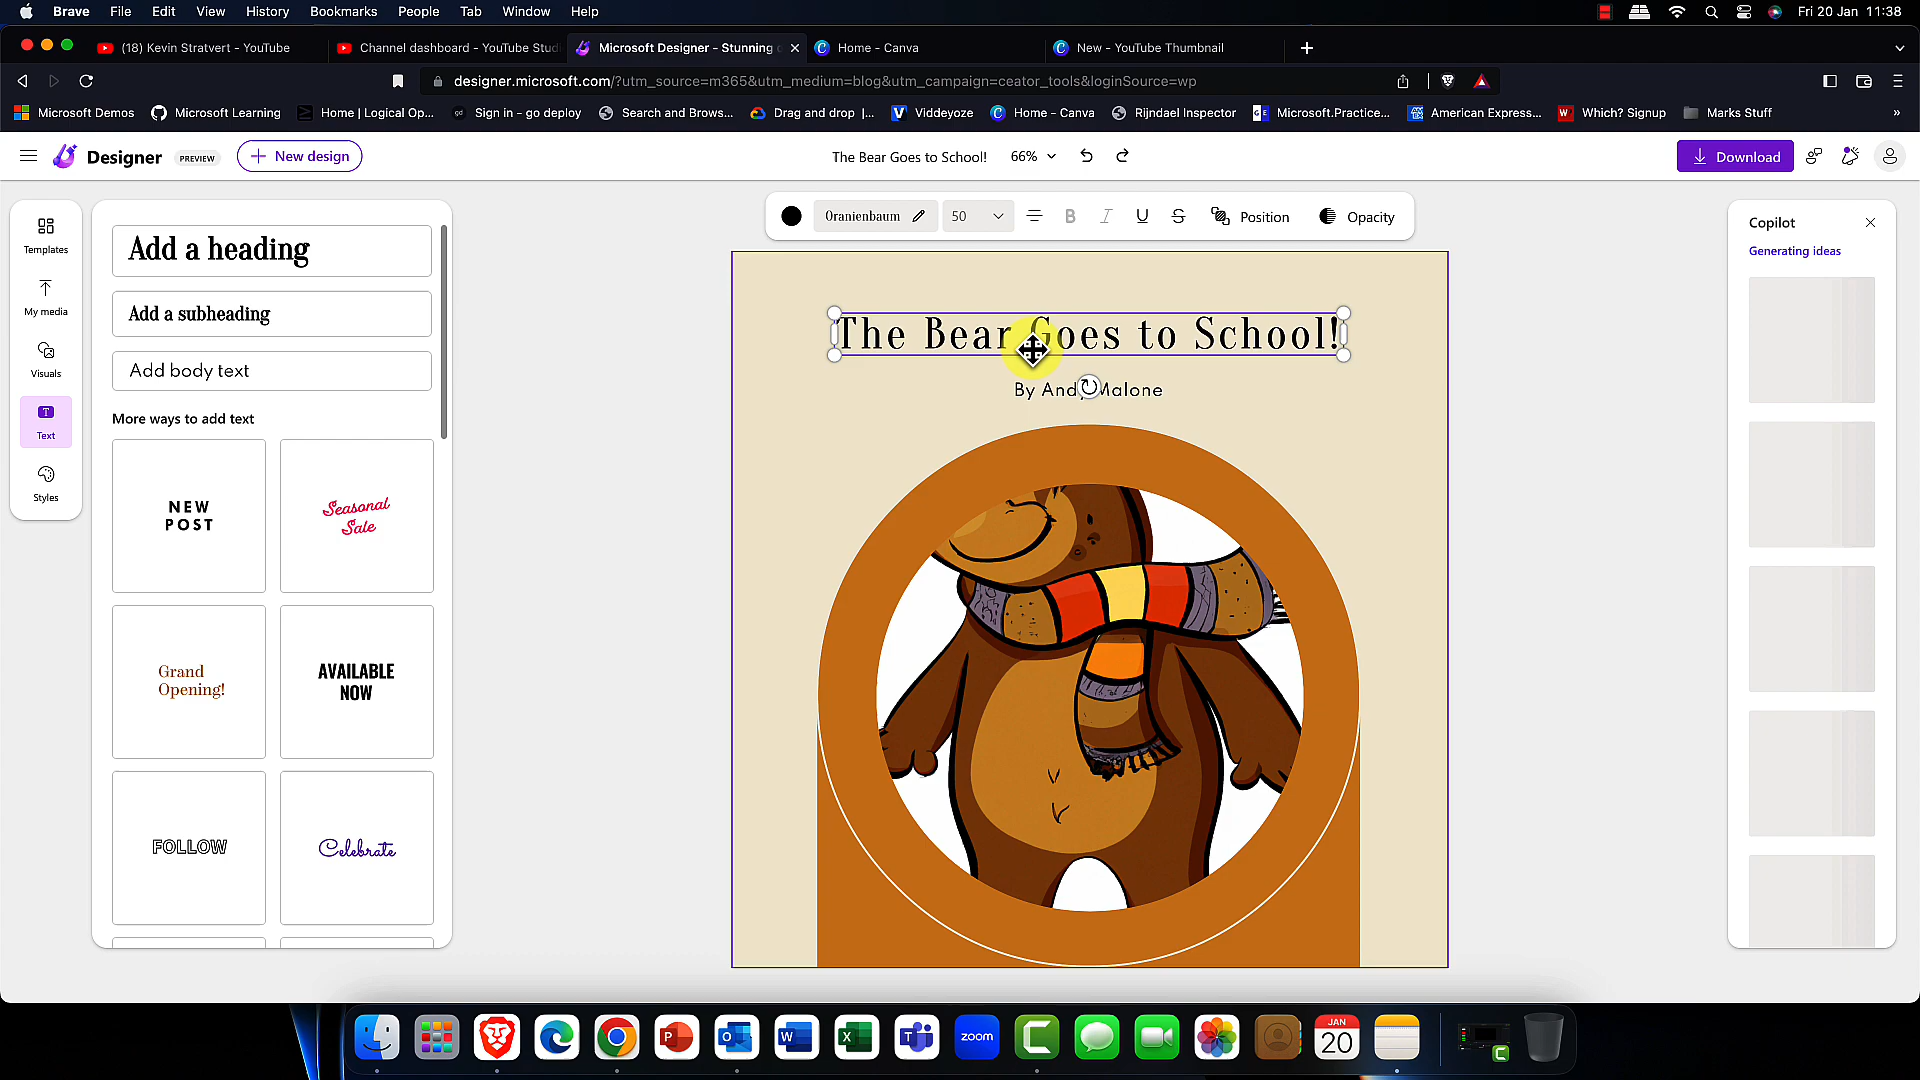 Brave File Edit View History Bookmarks People Tab Window Help Fri 20 Jan 11:38
(18) Kevin Stratvert - YouTube
Channel dashboard - YouTube Stud
Microsoft Designer - Stunning
Home - Canva
New - YouTube Thumbnail
designer.microsoft.com/?utm_source=m365&utm_medium=blog&utm_campaign=ceator_tools&loginSource=wp
Microsoft Demos Microsoft Learning Home | Logical Op... Sign in - go deploy Search and Brows... Drag and drop |... Viddeyoze Home - Canva Rijndael Inspector Microsoft.Practice... American Express... Which? Signup Marks Stuff »
Designer PREVIEW New design The Bear Goes to School! 66% Download
Oranienbaum 50 B I U S Position Opacity
Templates
My media
Visuals
Text
Styles
Add a heading
Add a subheading
Add body text
More ways to add text
NEW
POST
Seasonal
Sale
Grand
Opening!
AVAILABLE
NOW
FOLLOW
Celebrate
The Bear Goes to School!
By Andy Malone
Copilot
Generating ideas
zoom
JAN
20